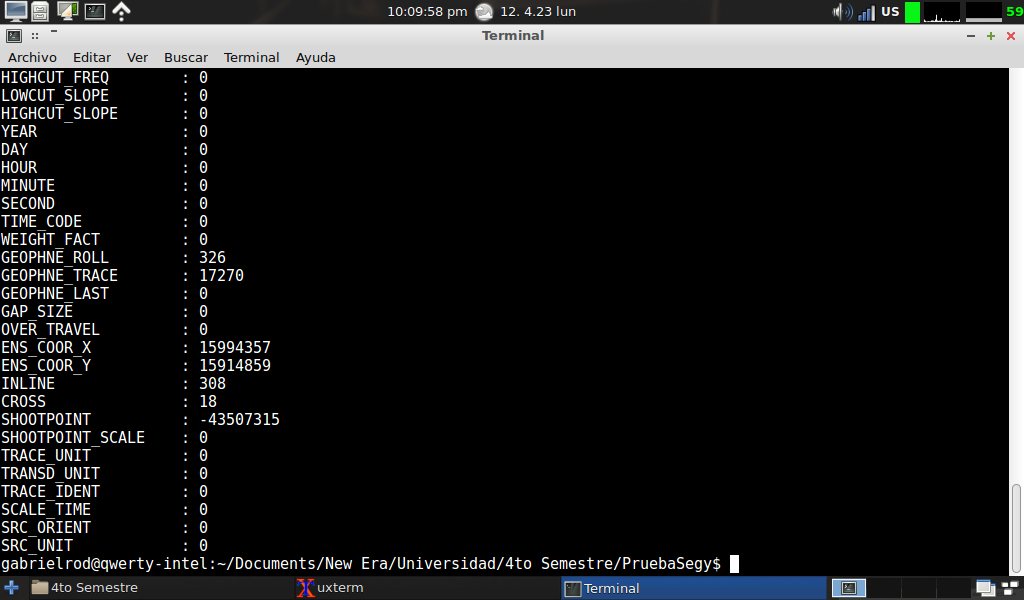 10:09:58 pm 12. 4.23 lun US 59
Terminal
Archivo Editar Ver Buscar Terminal Ayuda
HIGHCUT_FREQ : 0
LOWCUT_SLOPE : 0
HIGHCUT_SLOPE : 0
YEAR : 0
DAY : 0
HOUR : 0
MINUTE : 0
SECOND : 0
TIME_CODE : 0
WEIGHT_FACT : 0
GEOPHNE_ROLL : 326
GEOPHNE_TRACE : 17270
GEOPHNE_LAST : 0
GAP_SIZE : 0
OVER_TRAVEL : 0
ENS_COOR_X : 15994357
ENS_COOR_Y : 15914859
INLINE : 308
CROSS : 18
SHOOTPOINT : -43507315
SHOOTPOINT_SCALE : 0
TRACE_UNIT : 0
TRANSD_UNIT : 0
TRACE_IDENT : 0
SCALE_TIME : 0
SRC_ORIENT : 0
SRC_UNIT : 0
gabrielrod@qwerty-intel:~/Documents/New Era/Universidad/4to Semestre/PruebaSegy$
4to Semestre uxterm Terminal